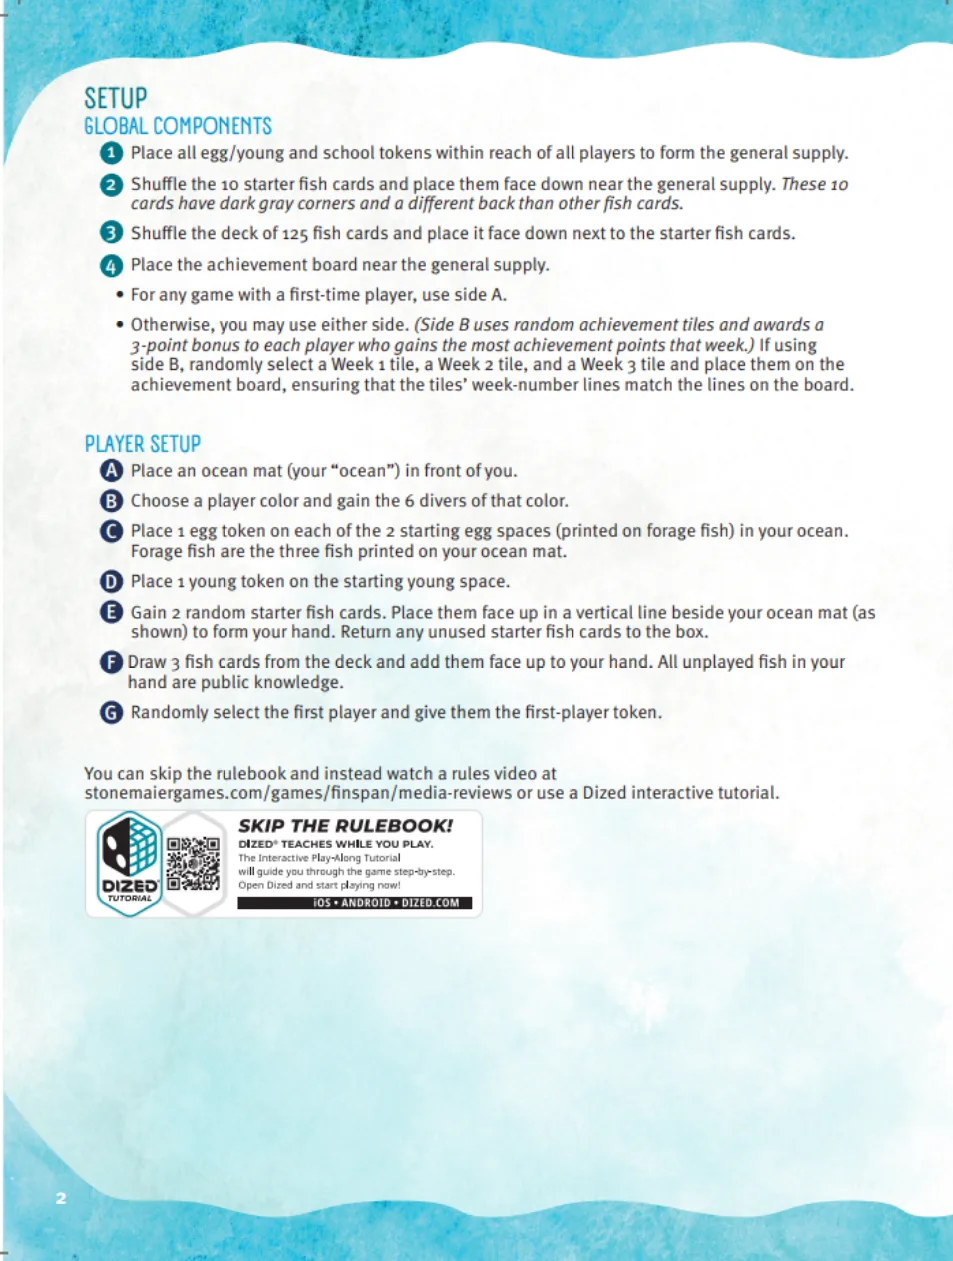 SETUP
GLOBAL COMPONENTS
1 Place all egg/young and school tokens within reach of all players to form the general supply.
2 Shuffle the 10 starter fish cards and place them face down near the general supply. These 10
cards have dark gray corners and a different back than other fish cards.
3 Shuffle the deck of 125 fish cards and place it face down next to the starter fish cards.
4 Place the achievement board near the general supply.
• For any game with a first-time player, use side A.
• Otherwise, you may use either side. (Side B uses random achievement tiles and awards a
3-point bonus to each player who gains the most achievement points that week.) If using
side B, randomly select a Week 1 tile, a Week 2 tile, and a Week 3 tile and place them on the
achievement board, ensuring that the tiles’ week-number lines match the lines on the board.
PLAYER SETUP
A Place an ocean mat (your “ocean”) in front of you.
B Choose a player color and gain the 6 divers of that color.
C Place 1 egg token on each of the 2 starting egg spaces (printed on forage fish) in your ocean.
Forage fish are the three fish printed on your ocean mat.
D Place 1 young token on the starting young space.
E Gain 2 random starter fish cards. Place them face up in a vertical line beside your ocean mat (as
shown) to form your hand. Return any unused starter fish cards to the box.
F Draw 3 fish cards from the deck and add them face up to your hand. All unplayed fish in your
hand are public knowledge.
G Randomly select the first player and give them the first-player token.
You can skip the rulebook and instead watch a rules video at
stonemaiergames.com/games/finspan/media-reviews or use a Dized interactive tutorial.
DIZED®
TUTORIAL
SKIP THE RULEBOOK!
DIZED® TEACHES WHILE YOU PLAY.
The Interactive Play-Along Tutorial
will guide you through the game step-by-step.
Open Dized and start playing now!
iOS • ANDROID • DIZED.COM
2